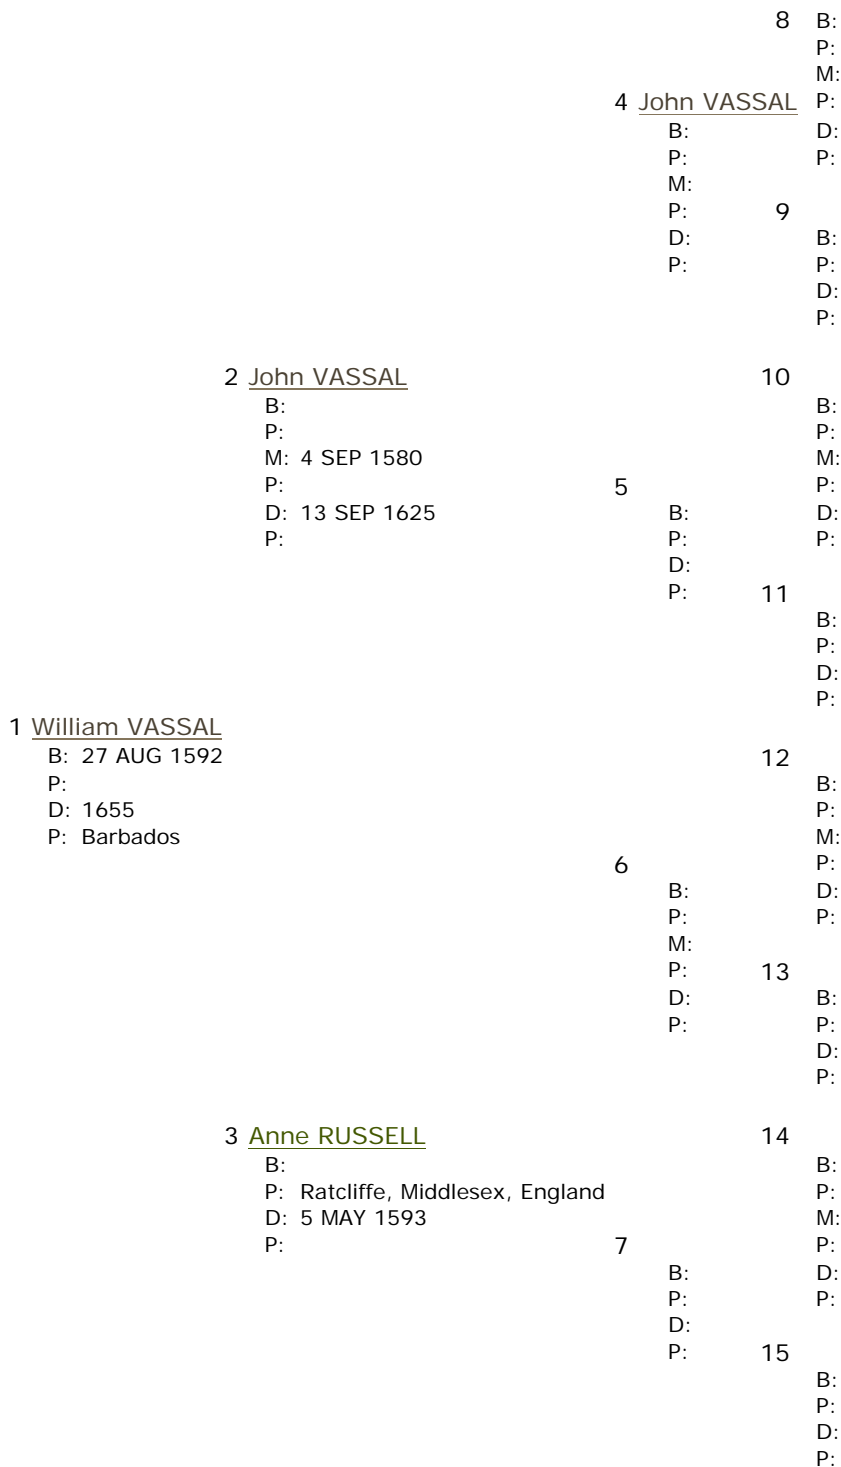 8 B:
P:
M:
4 John VASSAL P:
B: D:
P: P:
M:
P: 9
D: B:
P: P:
D:
P:
2 John VASSAL 10
B: B:
P: P:
M: 4 SEP 1580 M:
P: 5 P:
D: 13 SEP 1625 B: D:
P: P: P:
D:
P: 11
B:
P:
D:
P:
1 William VASSAL
B: 27 AUG 1592 12
P: B:
D: 1655 P:
P: Barbados M:
6 P:
B: D:
P: P:
M:
P: 13
D: B:
P: P:
D:
P:
3 Anne RUSSELL 14
B: B:
P: Ratcliffe, Middlesex, England P:
D: 5 MAY 1593 M:
P: 7 P:
B: D:
P: P:
D:
P: 15
B:
P:
D:
P: